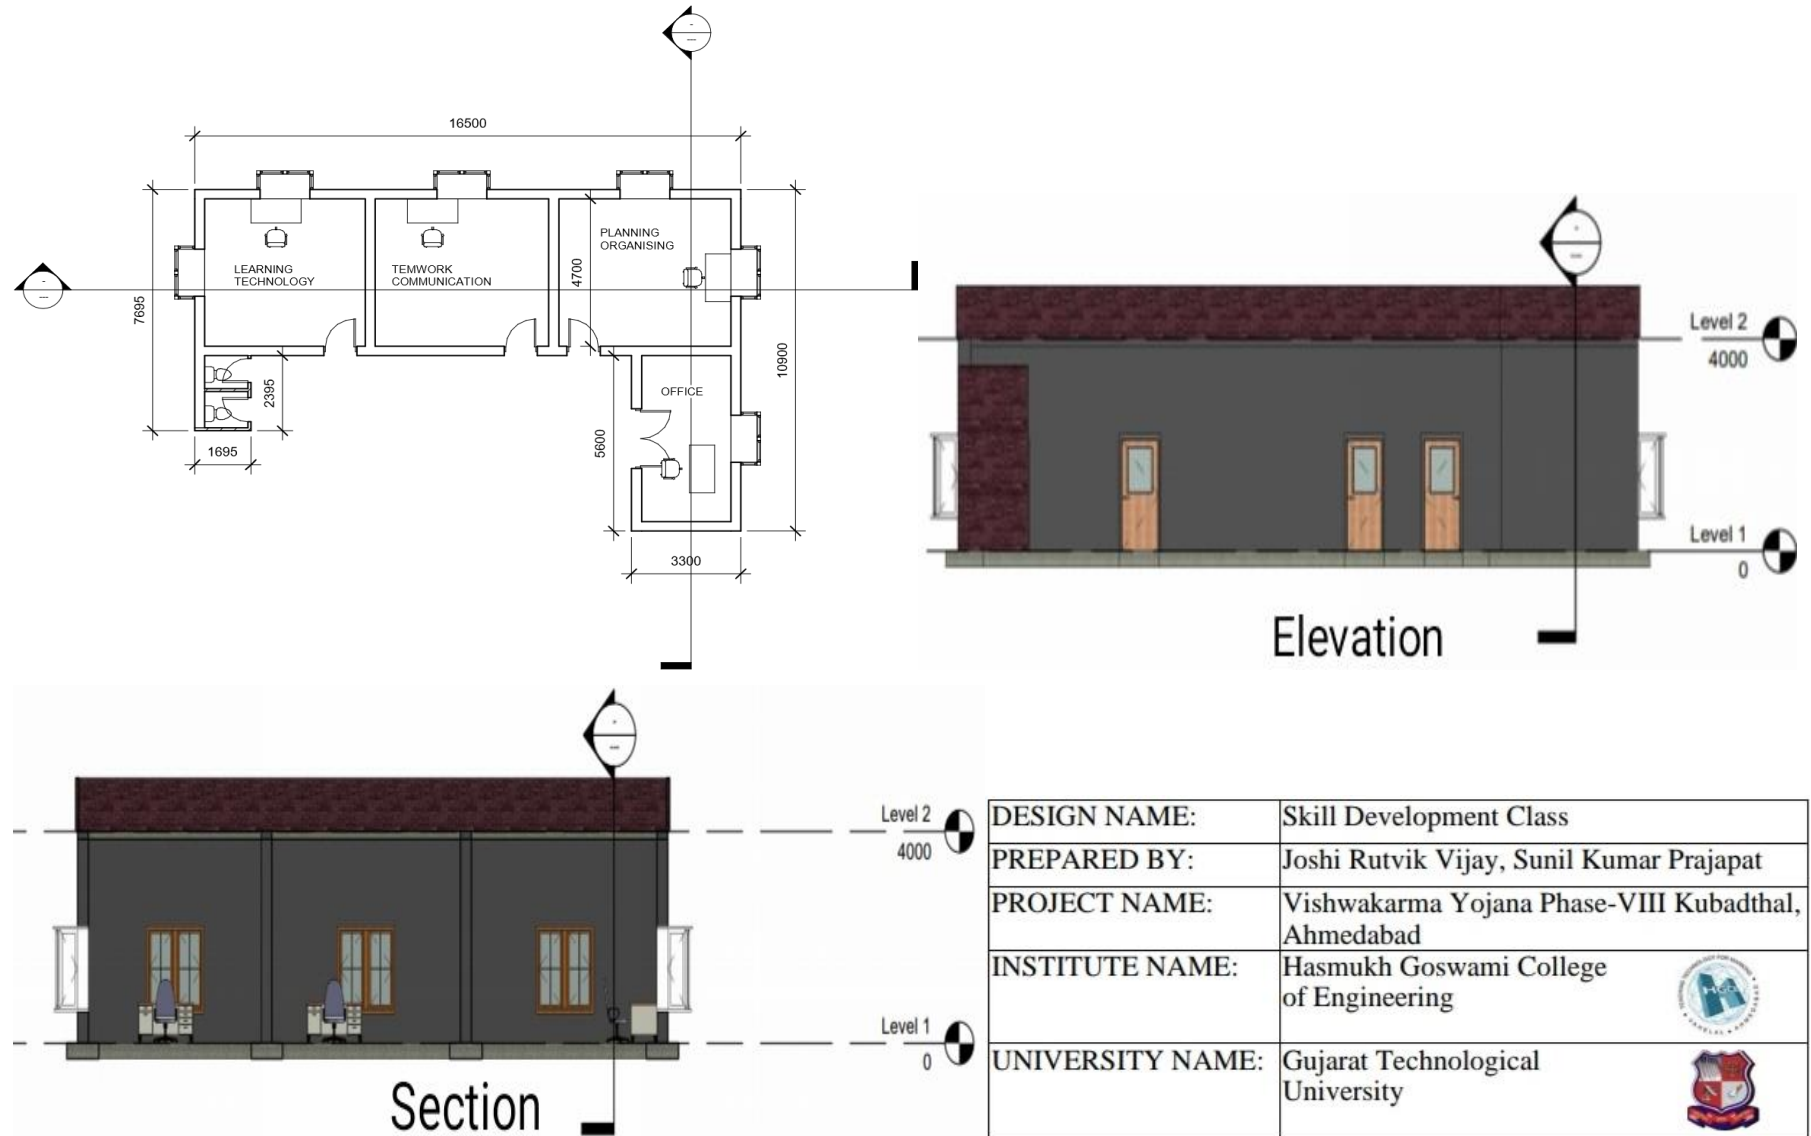 16500
7695
10900
4700
2395
1695
5600
3300
LEARNING
TECHNOLOGY
TEMWORK
COMMUNICATION
PLANNING
ORGANISING
OFFICE
Level 2
4000
Level 1
0
Elevation
Level 2
4000
Level 1
0
Section
DESIGN NAME: Skill Development Class
PREPARED BY: Joshi Rutvik Vijay, Sunil Kumar Prajapat
PROJECT NAME: Vishwakarma Yojana Phase-VIII Kubadthal,
Ahmedabad
INSTITUTE NAME: Hasmukh Goswami College
of Engineering
UNIVERSITY NAME: Gujarat Technological
University